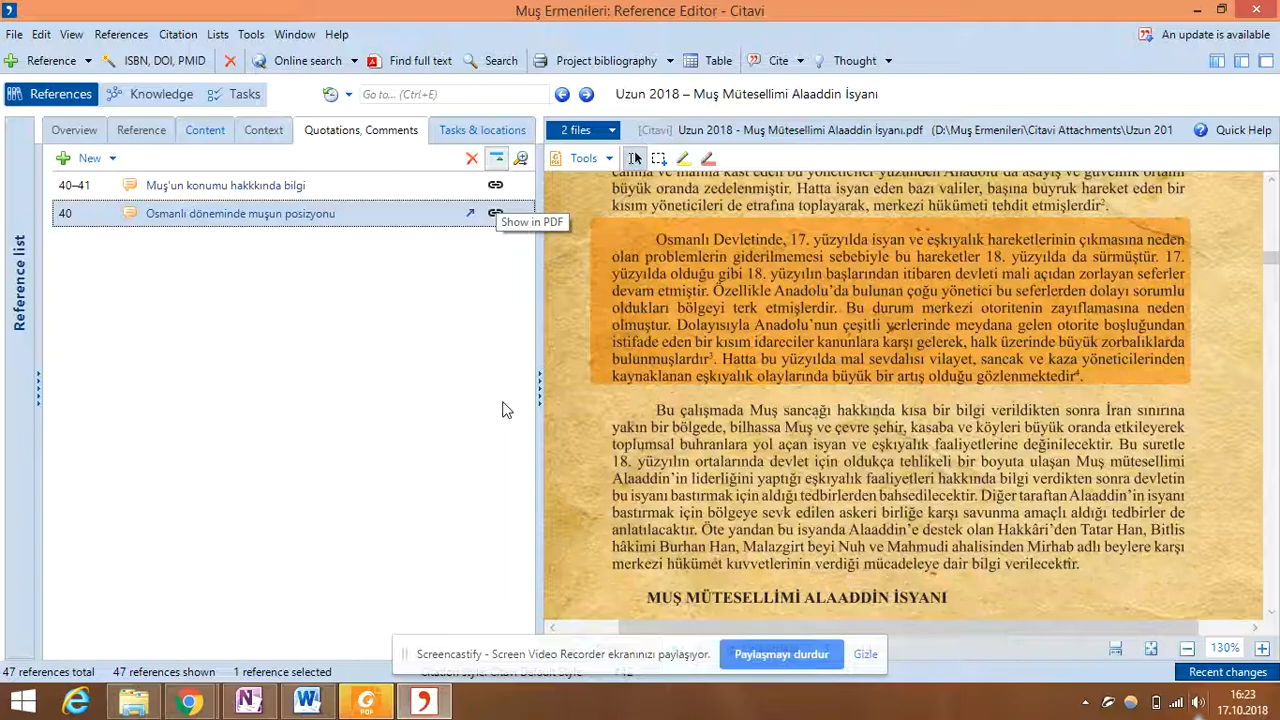 Muş Ermenileri: Reference Editor - Citavi
File Edit View References Citation Lists Tools Window Help
An update is available
Reference ISBN, DOI, PMID Online search Find full text Search Project bibliography Table Cite Thought
References Knowledge Tasks Go to... (Ctrl+E) Uzun 2018 – Muş Mütesellimi Alaaddin İsyanı
Overview Reference Content Context Quotations, Comments Tasks & locations
2 files [Citavi] Uzun 2018 - Muş Mütesellimi Alaaddin İsyanı.pdf (D:\Muş Ermenileri\Citavi Attachments\Uzun 201 Quick Help
New
Tools
Reference list
40–41 Muş'un konumu hakkkında bilgi
40 Osmanlı döneminde muşun posizyonu
Show in PDF
büyük oranda zedelenmiştir. Hatta isyan eden bazı valiler, başına buyruk hareket eden bir
kısım yöneticileri de etrafına toplayarak, merkezi hükümeti tehdit etmişlerdir².
Osmanlı Devletinde, 17. yüzyılda isyan ve eşkıyalık hareketlerinin çıkmasına neden
olan problemlerin giderilmemesi sebebiyle bu hareketler 18. yüzyılda da sürmüştür. 17.
yüzyılda olduğu gibi 18. yüzyılın başlarından itibaren devleti mali açıdan zorlayan seferler
devam etmiştir. Özellikle Anadolu'da bulunan çoğu yönetici bu seferlerden dolayı sorumlu
oldukları bölgeyi terk etmişlerdir. Bu durum merkezi otoritenin zayıflamasına neden
olmuştur. Dolayısıyla Anadolu'nun çeşitli yerlerinde meydana gelen otorite boşluğundan
istifade eden bir kısım idareciler kanunlara karşı gelerek, halk üzerinde büyük zorbalıklarda
bulunmuşlardır³. Hatta bu yüzyılda mal sevdalısı vilayet, sancak ve kaza yöneticilerinden
kaynaklanan eşkıyalık olaylarında büyük bir artış olduğu gözlenmektedir⁴.
Bu çalışmada Muş sancağı hakkında kısa bir bilgi verildikten sonra İran sınırına
yakın bir bölgede, bilhassa Muş ve çevre şehir, kasaba ve köyleri büyük oranda etkileyerek
toplumsal buhranlara yol açan isyan ve eşkıyalık faaliyetlerine değinilecektir. Bu suretle
18. yüzyılın ortalarında devlet için oldukça tehlikeli bir boyuta ulaşan Muş mütesellimi
Alaaddin'in liderliğini yaptığı eşkıyalık faaliyetleri hakkında bilgi verdikten sonra devletin
bu isyanı bastırmak için aldığı tedbirlerden bahsedilecektir. Diğer taraftan Alaaddin'in isyanı
bastırmak için bölgeye sevk edilen askeri birliğe karşı savunma amaçlı aldığı tedbirler de
anlatılacaktır. Öte yandan bu isyanda Alaaddin'e destek olan Hakkâri'den Tatar Han, Bitlis
hâkimi Burhan Han, Malazgirt beyi Nuh ve Mahmudi ahalisinden Mirhab adlı beylere karşı
merkezi hükümet kuvvetlerinin verdiği mücadeleye dair bilgi verilecektir.
MUŞ MÜTESELLİMİ ALAADDİN İSYANI
Screencastify - Screen Video Recorder ekranınızı paylaşıyor. Paylaşmayı durdur Gizle
130%
47 references total 47 references shown 1 reference selected Recent changes
16:23
17.10.2018